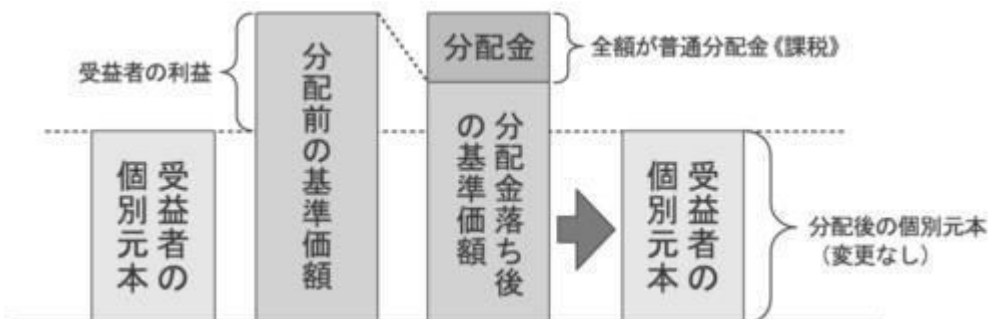 受益者の利益
分配前の基準価額
分配金
全額が普通分配金《課税》
受益者の
個別元本
分配金落ち後
の基準価額
受益者の
個別元本
分配後の個別元本
（変更なし）